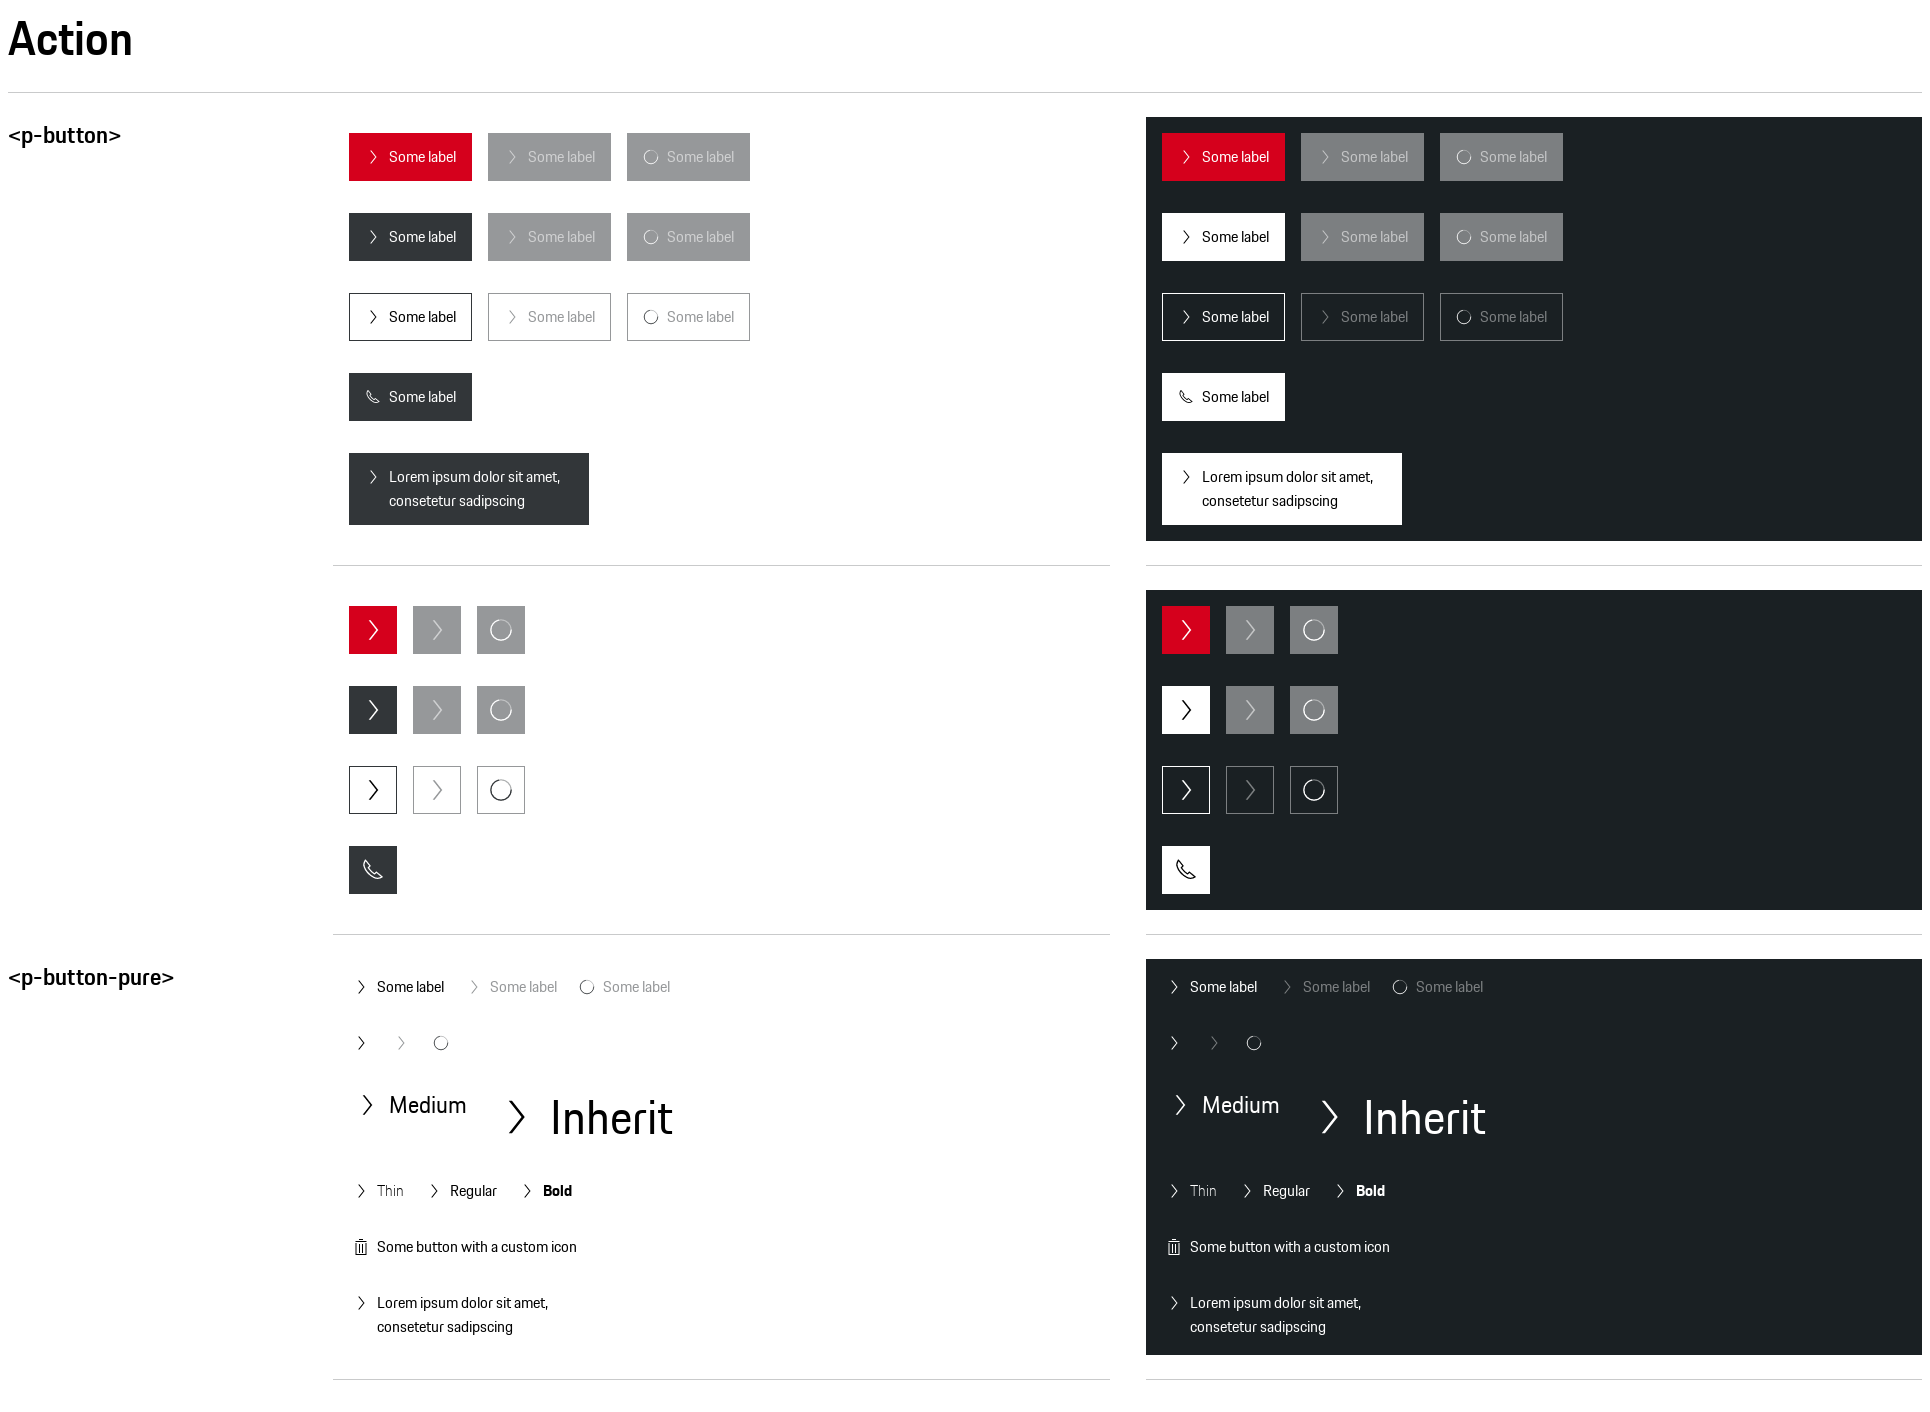 Action
<p-button>
Some label Some label Some label Some label Some label Some label
Some label Some label Some label Some label Some label Some label
Some label Some label Some label Some label Some label Some label
Some label Some label
Lorem ipsum dolor sit amet, Lorem ipsum dolor sit amet,
consetetur sadipscing consetetur sadipscing
<p-button-pure>
Some label Some label Some label Some label Some label Some label
Medium Inherit Medium Inherit
Thin Regular Bold Thin Regular Bold
Some button with a custom icon Some button with a custom icon
Lorem ipsum dolor sit amet, Lorem ipsum dolor sit amet,
consetetur sadipscing consetetur sadipscing